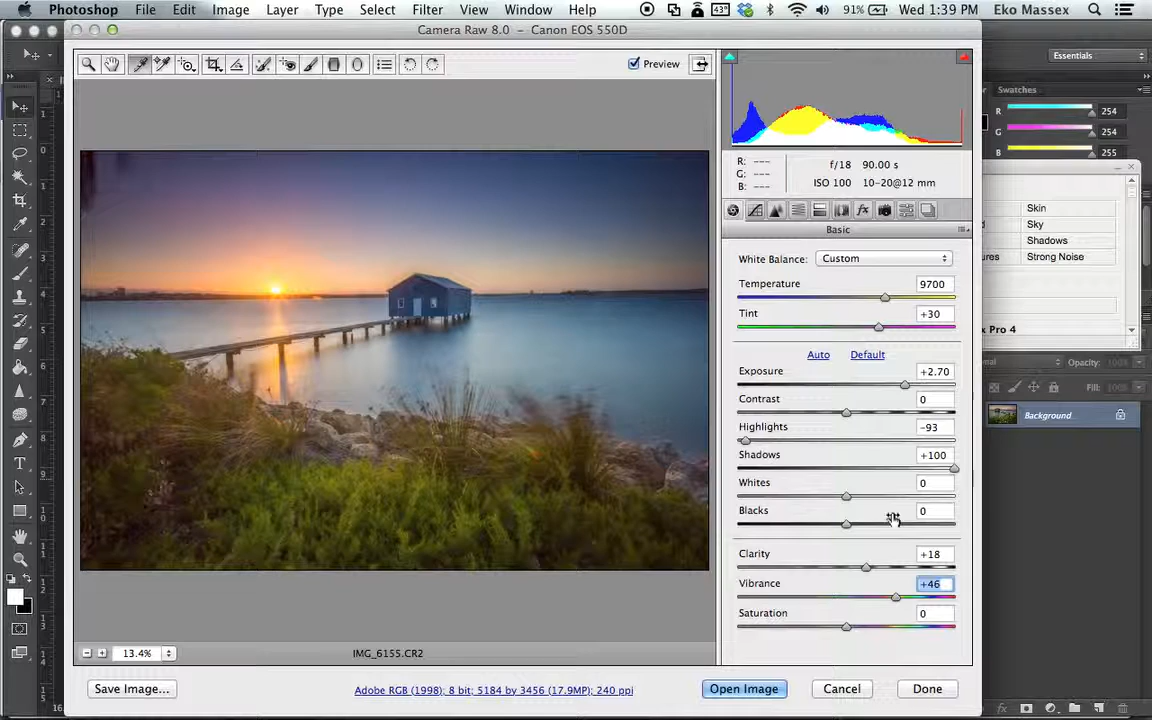 Photoshop File Edit Image Layer Type Select Filter View Window Help 43° 91% Wed 1:39 PM Eko Massex
Camera Raw 8.0 - Canon EOS 550D
Essentials
Preview
Swatches
R 254
G 254
B 255
R: ---
G: ---
B: ---
f/18 90.00 s
ISO 100 10-20@12 mm
Skin
Sky
Shadows
Strong Noise
Basic
White Balance: Custom
Temperature 9700
Tint +30
x Pro 4
Auto Default
Opacity: 100%
Exposure +2.70
Fill: 100%
Contrast 0
Background
Highlights -93
Shadows +100
Whites 0
Blacks 0
Clarity +18
Vibrance +46
Saturation 0
13.4%
IMG_6155.CR2
Save Image...
Adobe RGB (1998); 8 bit; 5184 by 3456 (17.9MP); 240 ppi
Open Image Cancel Done